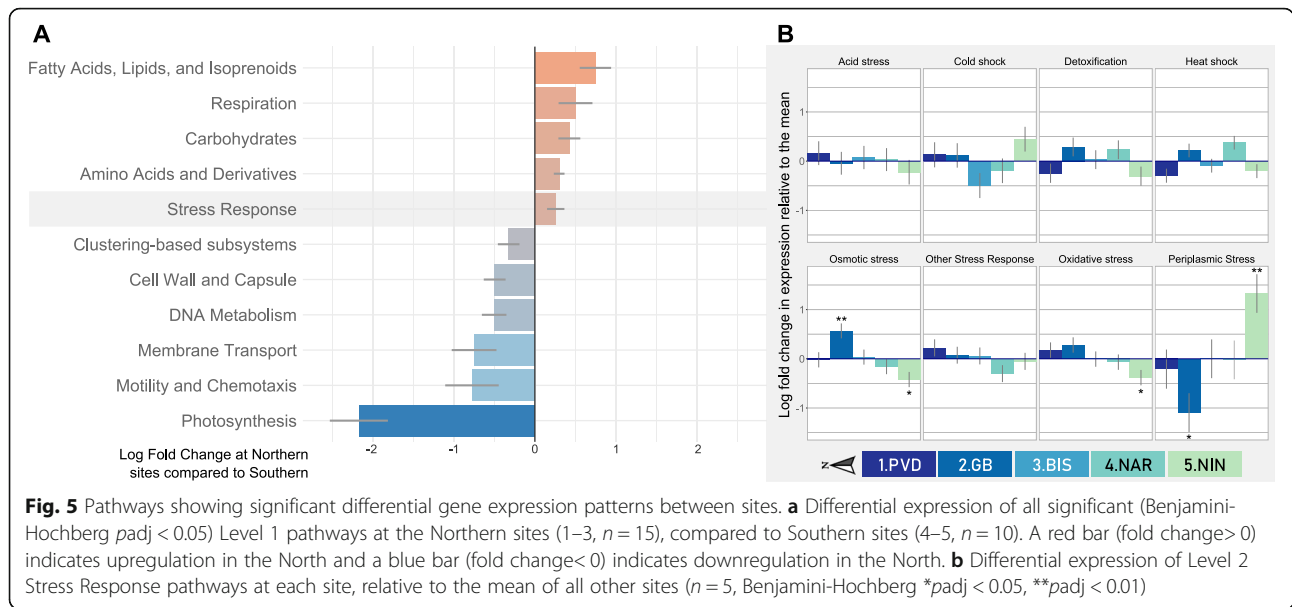 A
Fatty Acids, Lipids, and Isoprenoids
Respiration
Carbohydrates
Amino Acids and Derivatives
Stress Response
Clustering-based subsystems
Cell Wall and Capsule
DNA Metabolism
Membrane Transport
Motility and Chemotaxis
Photosynthesis
-2 -1 0 1 2
Log Fold Change at Northern
sites compared to Southern
B
Log fold change in expression relative to the mean
Acid stress Cold shock Detoxification Heat shock
1
0
-1
Osmotic stress Other Stress Response Oxidative stress Periplasmic Stress
1
0
-1
** * * * **
N 1.PVD 2.GB 3.BIS 4.NAR 5.NIN
Fig. 5 Pathways showing significant differential gene expression patterns between sites. a Differential expression of all significant (Benjamini-
Hochberg padj < 0.05) Level 1 pathways at the Northern sites (1–3, n = 15), compared to Southern sites (4–5, n = 10). A red bar (fold change> 0)
indicates upregulation in the North and a blue bar (fold change< 0) indicates downregulation in the North. b Differential expression of Level 2
Stress Response pathways at each site, relative to the mean of all other sites (n = 5, Benjamini-Hochberg *padj < 0.05, **padj < 0.01)